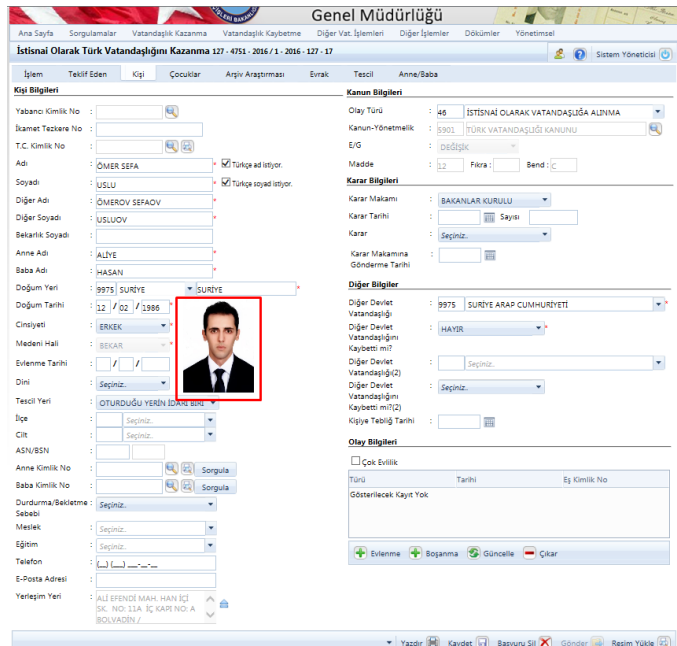 Genel Müdürlüğü
Ana Sayfa Sorgulamalar Vatandaşlık Kazanma Vatandaşlık Kaybetme Diğer Vat. İşlemleri Diğer İşlemler Dökümler Yönetimsel
İstisnai Olarak Türk Vatandaşlığını Kazanma 127 - 4751 - 2016 / 1 - 2016 - 127 - 17 Sistem Yöneticisi
İşlem Teklif Eden Kişi Çocuklar Arşiv Araştırması Evrak Tescil Anne/Baba
Kişi Bilgileri
Yabancı Kimlik No :
İkamet Tezkere No :
T.C. Kimlik No :
Adı : ÖMER SEFA * Türkçe ad istiyor.
Soyadı : USLU * Türkçe soyad istiyor.
Diğer Adı : ÖMEROV SEFAOV *
Diğer Soyadı : USLUOV *
Bekarlık Soyadı :
Anne Adı : ALİYE *
Baba Adı : HASAN *
Doğum Yeri : 9975 SURİYE SURİYE *
Doğum Tarihi : 12 / 02 / 1986 *
Cinsiyeti : ERKEK *
Medeni Hali : BEKAR *
Evlenme Tarihi : / /
Dini : Seçiniz..
Tescil Yeri : OTURDUĞU YERİN İDARİ BİRİ
İlçe : Seçiniz..
Cilt : Seçiniz..
ASN/BSN :
Anne Kimlik No : Sorgula
Baba Kimlik No : Sorgula
Durdurma/Bekletme : Seçiniz..
Sebebi
Meslek : Seçiniz..
Eğitim : Seçiniz..
Telefon : (__) (___) ___-__-__
E-Posta Adresi :
Yerleşim Yeri : ALİ EFENDİ MAH. HAN İÇİ
SK. NO: 11A İÇ KAPI NO: A
BOLVADİN /
Kanun Bilgileri
Olay Türü : 46 İSTİSNAİ OLARAK VATANDAŞLIĞA ALINMA
Kanun-Yönetmelik : 5901 TÜRK VATANDAŞLIĞI KANUNU
E/G : DEĞİŞİK
Madde : 12 Fıkra : Bend : C
Karar Bilgileri
Karar Makamı : BAKANLAR KURULU
Karar Tarihi : Sayısı
Karar : Seçiniz..
Karar Makamına :
Gönderme Tarihi
Diğer Bilgiler
Diğer Devlet : 9975 SURİYE ARAP CUMHURİYETİ *
Vatandaşlığı
Diğer Devlet : HAYIR *
Vatandaşlığını
Kaybetti mi?
Diğer Devlet : Seçiniz..
Vatandaşlığı(2)
Diğer Devlet : Seçiniz..
Vatandaşlığını
Kaybetti mi?(2)
Kişiye Tebliğ Tarihi :
Olay Bilgileri
Çok Evlilik
Türü Tarihi Eş Kimlik No
Gösterilecek Kayıt Yok
Evlenme Boşanma Güncelle Çıkar
Yazdır Kaydet Başvuru Sil Gönder Resim Yükle